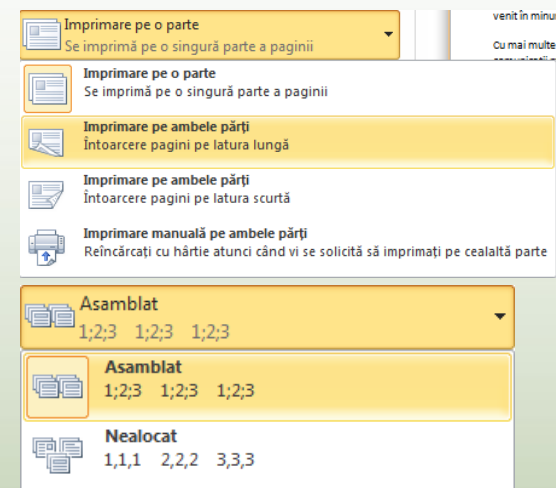 Imprimare pe o parte
Se imprimă pe o singură parte a paginii
venit în minu
Cu mai multe
Imprimare pe o parte
Se imprimă pe o singură parte a paginii
Imprimare pe ambele părți
Întoarcere pagini pe latura lungă
Imprimare pe ambele părți
Întoarcere pagini pe latura scurtă
Imprimare manuală pe ambele părți
Reîncărcați cu hârtie atunci când vi se solicită să imprimați pe cealaltă parte
Asamblat
1;2;3 1;2;3 1;2;3
Asamblat
1;2;3 1;2;3 1;2;3
Nealocat
1,1,1 2,2,2 3,3,3